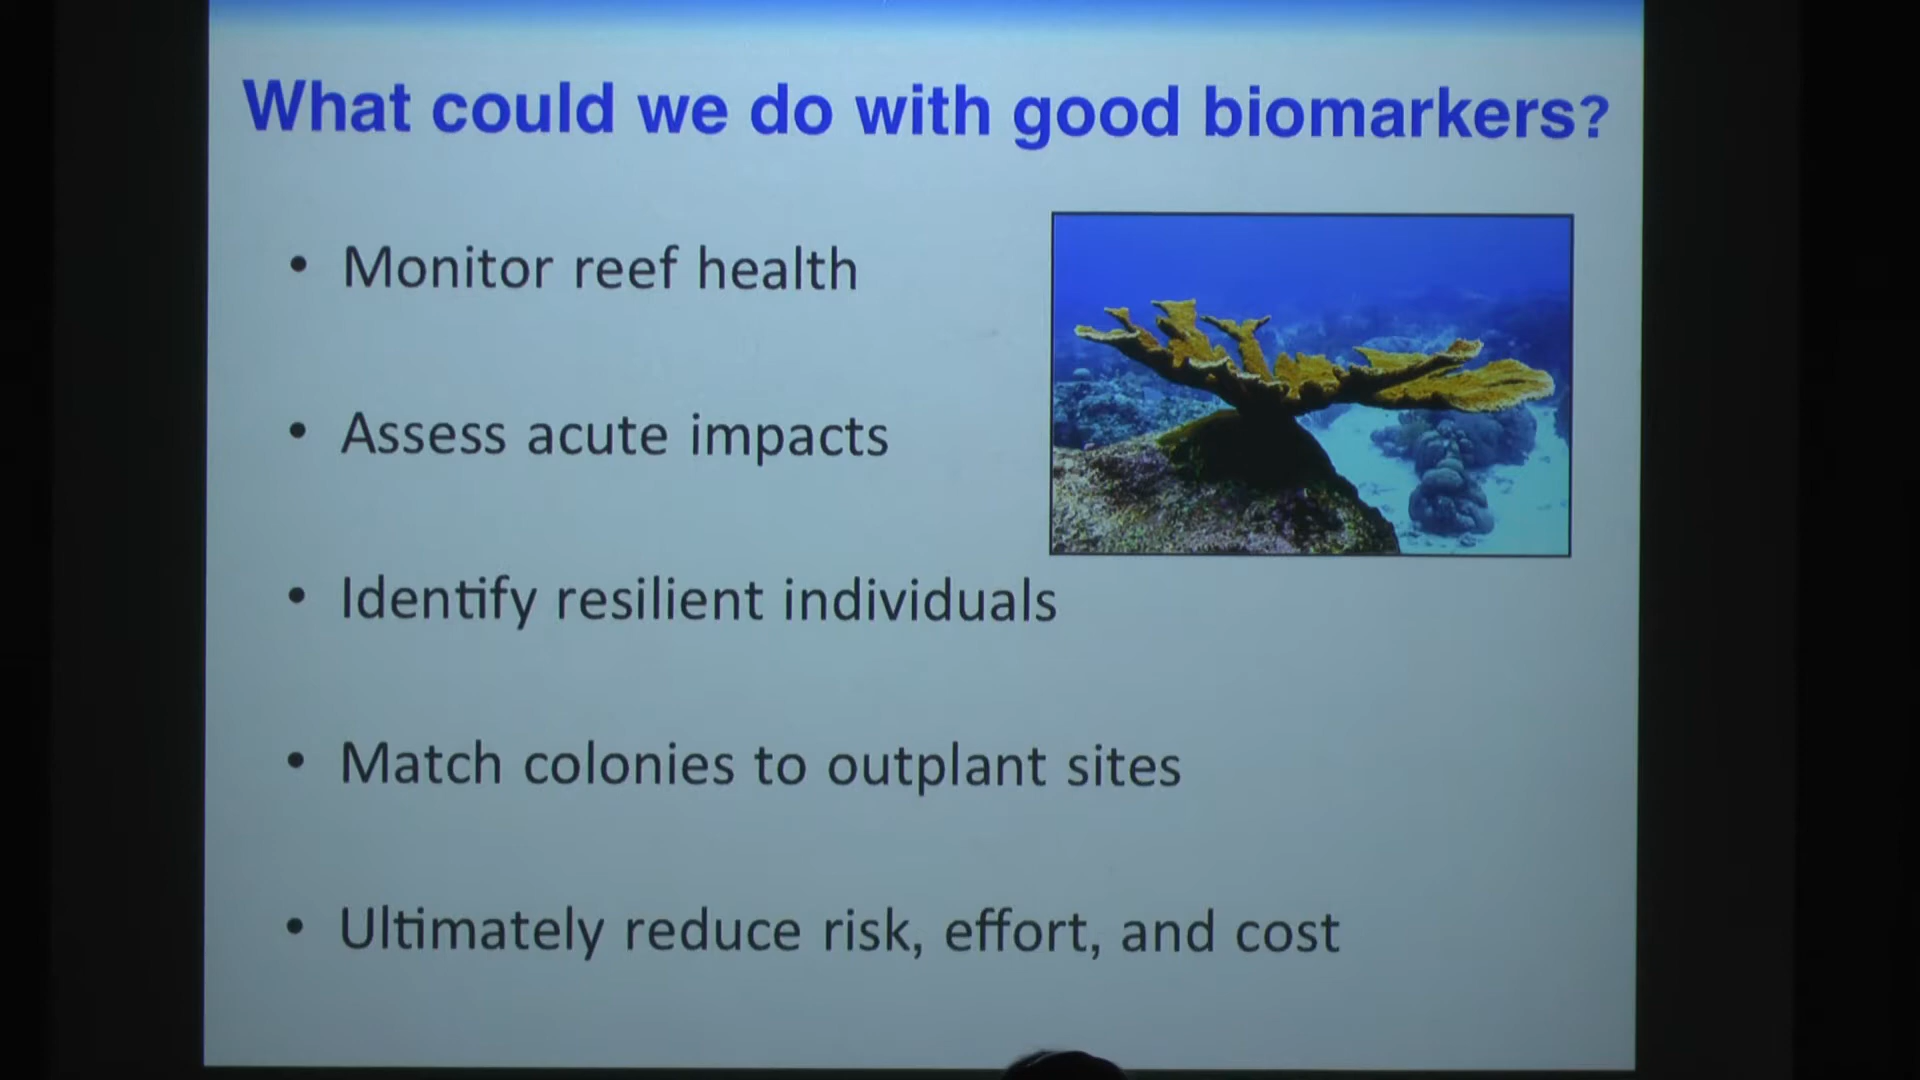 What could we do with good biomarkers?
• Monitor reef health
• Assess acute impacts
• Identify resilient individuals
• Match colonies to outplant sites
• Ultimately reduce risk, effort, and cost